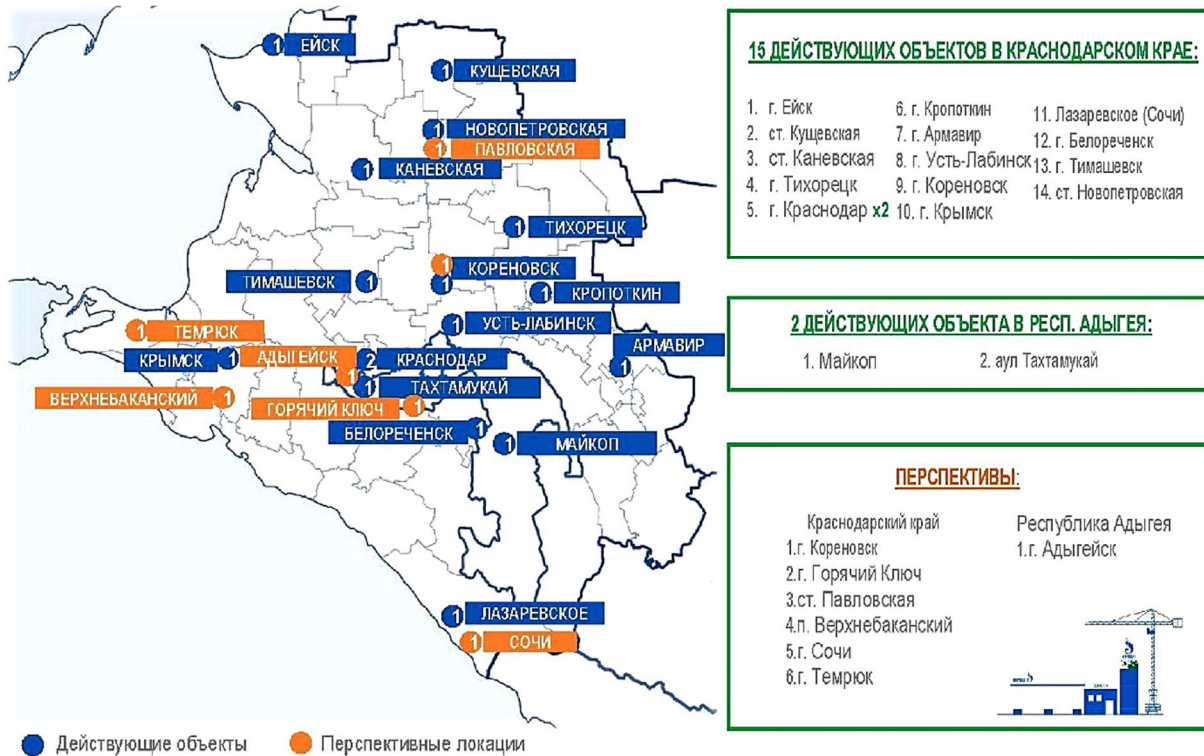 1 ЕЙСК
1 КУЩЕВСКАЯ
1 НОВОПЕТРОВСКАЯ
1 ПАВЛОВСКАЯ
1 КАНЕВСКАЯ
1 ТИХОРЕЦК
1 КОРЕНОВСК
1
ТИМАШЕВСК 1
1 КРОПОТКИН
1 ТЕМРЮК
1 УСТЬ-ЛАБИНСК
АРМАВИР
1
КРЫМСК 1
АДЫГЕЙСК 1
2 КРАСНОДАР
1 ТАХТАМУКАЙ
ВЕРХНЕБАКАНСКИЙ 1
ГОРЯЧИЙ КЛЮЧ 1
БЕЛОРЕЧЕНСК 1
1 МАЙКОП
1 ЛАЗАРЕВСКОЕ
1 СОЧИ
Действующие объекты
Перспективные локации
15 ДЕЙСТВУЮЩИХ ОБЪЕКТОВ В КРАСНОДАРСКОМ КРАЕ:
1. г. Ейск
2. ст. Кущевская
3. ст. Каневская
4. г. Тихорецк
5. г. Краснодар x2
6. г. Кропоткин
7. г. Армавир
8. г. Усть-Лабинск
9. г. Кореновск
10. г. Крымск
11. Лазаревское (Сочи)
12. г. Белореченск
13. г. Тимашевск
14. ст. Новопетровская
2 ДЕЙСТВУЮЩИХ ОБЪЕКТА В РЕСП. АДЫГЕЯ:
1. Майкоп
2. аул Тахтамукай
ПЕРСПЕКТИВЫ:
Краснодарский край
1.г. Кореновск
2.г. Горячий Ключ
3.ст. Павловская
4.п. Верхнебаканский
5.г. Сочи
6.г. Темрюк
Республика Адыгея
1.г. Адыгейск